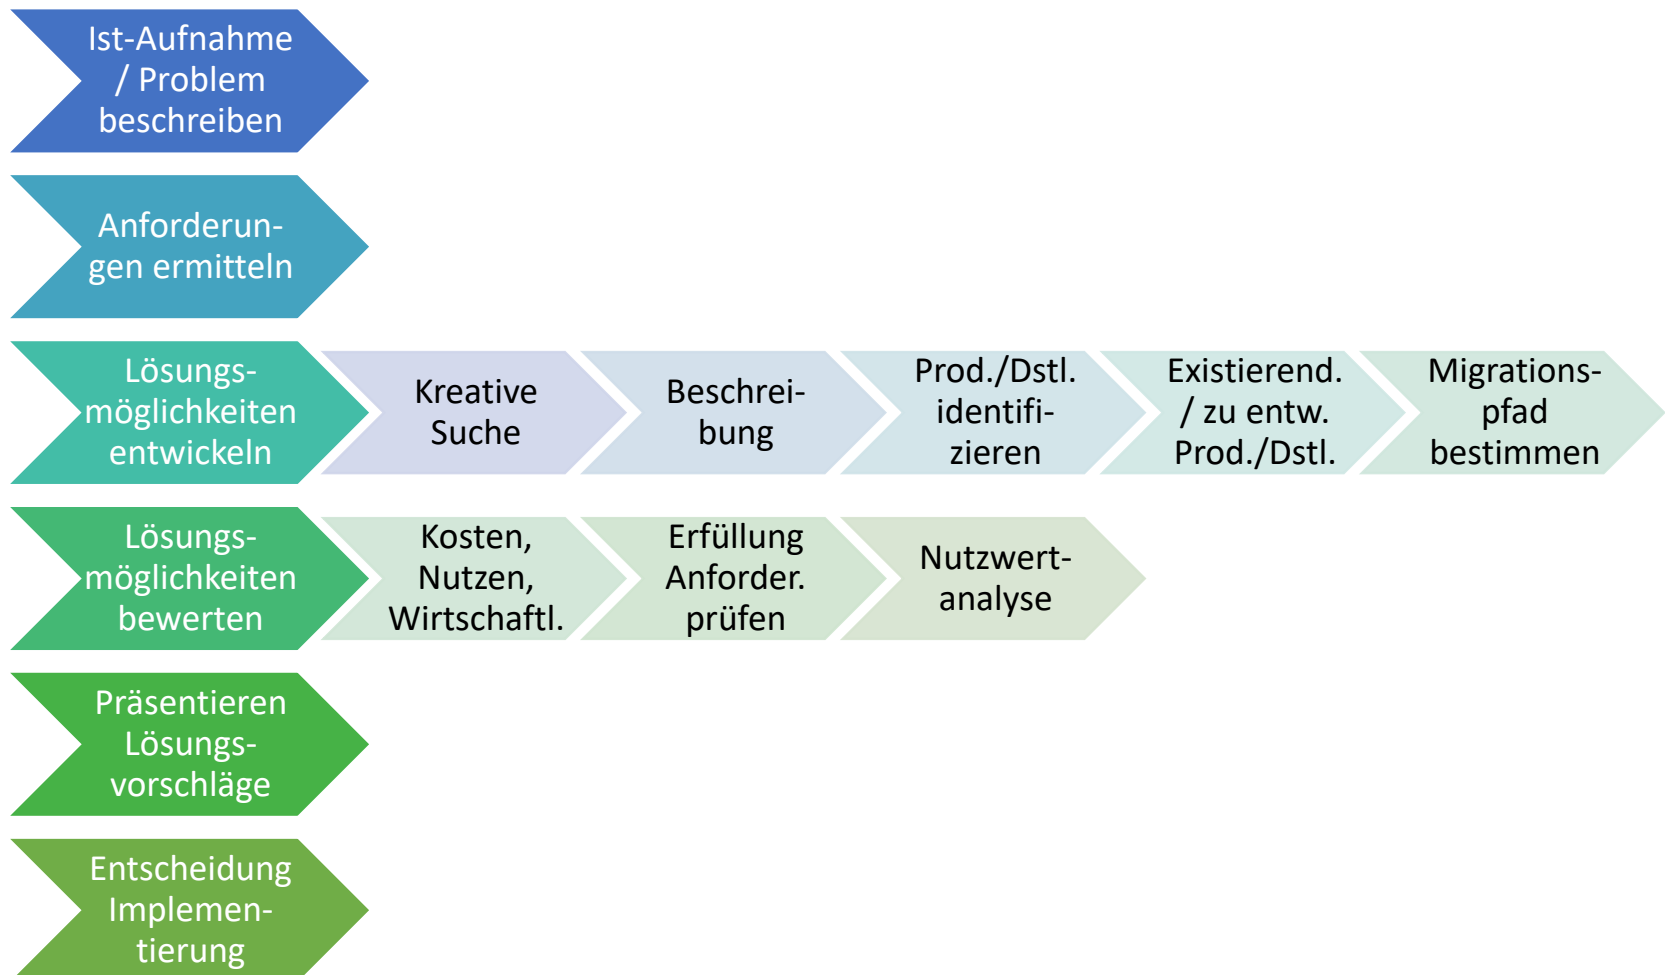 Ist-Aufnahme
/ Problem
beschreiben
Anforderun-
gen ermitteln
Lösungs-
möglichkeiten
entwickeln
Kreative
Suche
Beschrei-
bung
Prod./Dstl.
identifi-
zieren
Existierend.
/ zu entw.
Prod./Dstl.
Migrations-
pfad
bestimmen
Lösungs-
möglichkeiten
bewerten
Kosten,
Nutzen,
Wirtschaftl.
Erfüllung
Anforder.
prüfen
Nutzwert-
analyse
Präsentieren
Lösungs-
vorschläge
Entscheidung
Implemen-
tierung